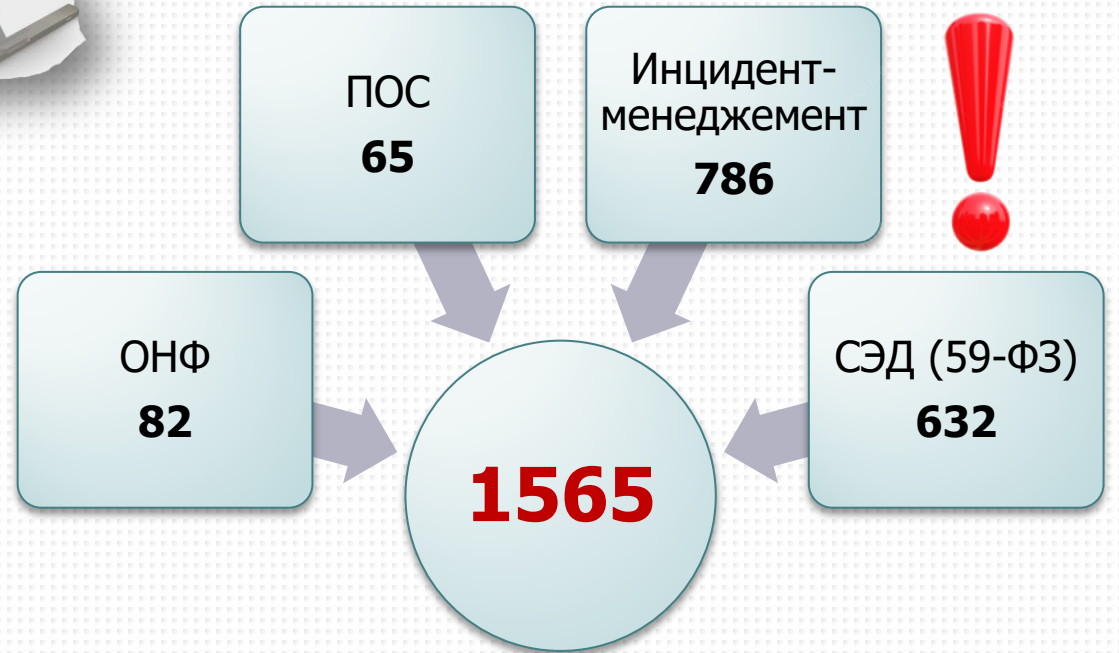 ПОС
65
Инцидент-
менеджемент
786
ОНФ
82
СЭД (59-ФЗ)
632
1565